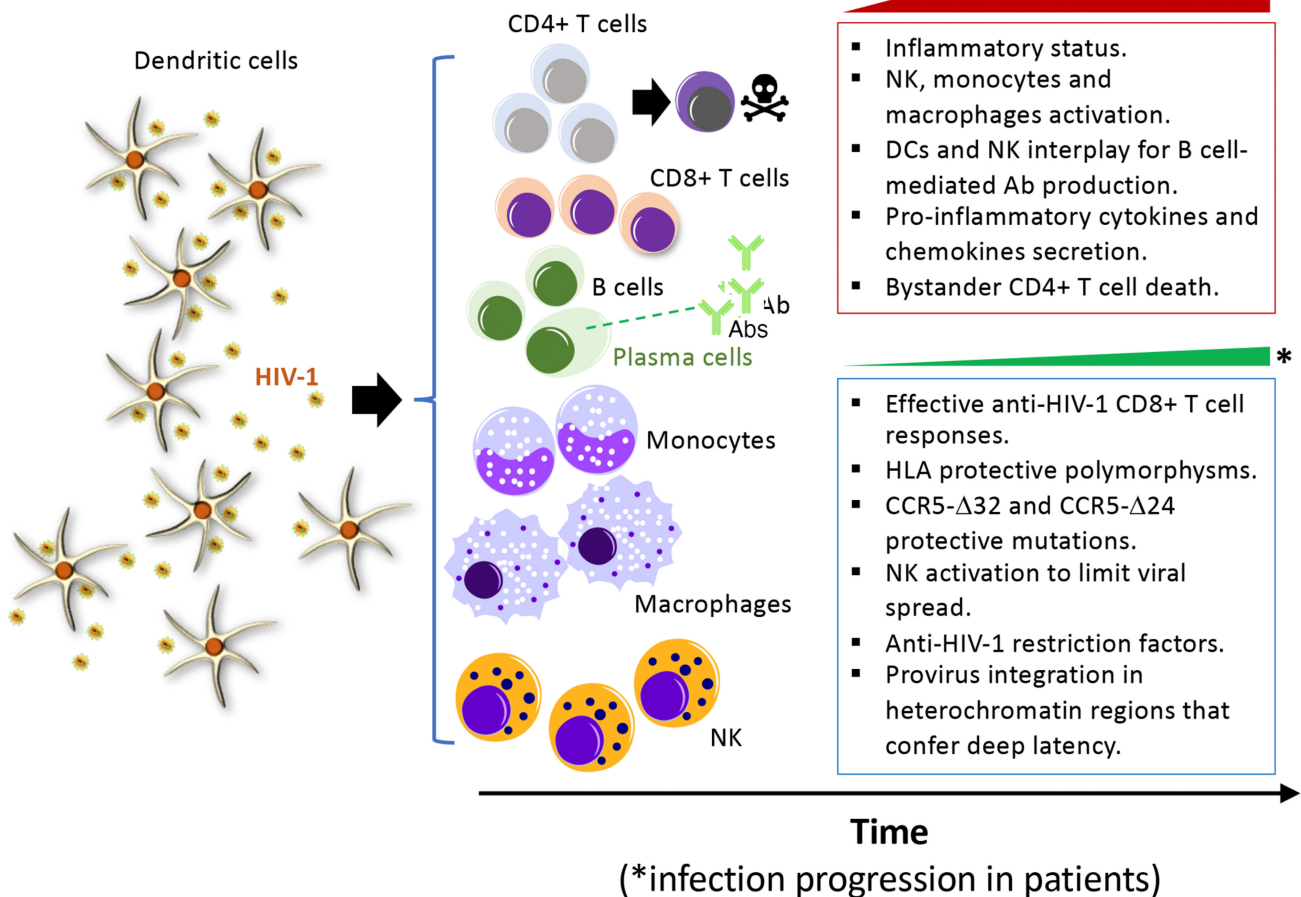 Dendritic cells
HIV-1
CD4+ T cells
CD8+ T cells
B cells
Ab
Abs
Plasma cells
Monocytes
Macrophages
NK
▪ Inflammatory status.
▪ NK, monocytes and
macrophages activation.
▪ DCs and NK interplay for B cell-
mediated Ab production.
▪ Pro-inflammatory cytokines and
chemokines secretion.
▪ Bystander CD4+ T cell death.
*
▪ Effective anti-HIV-1 CD8+ T cell
responses.
▪ HLA protective polymorphisms.
▪ CCR5-Δ32 and CCR5-Δ24
protective mutations.
▪ NK activation to limit viral
spread.
▪ Anti-HIV-1 restriction factors.
▪ Provirus integration in
heterochromatin regions that
confer deep latency.
Time
(*infection progression in patients)